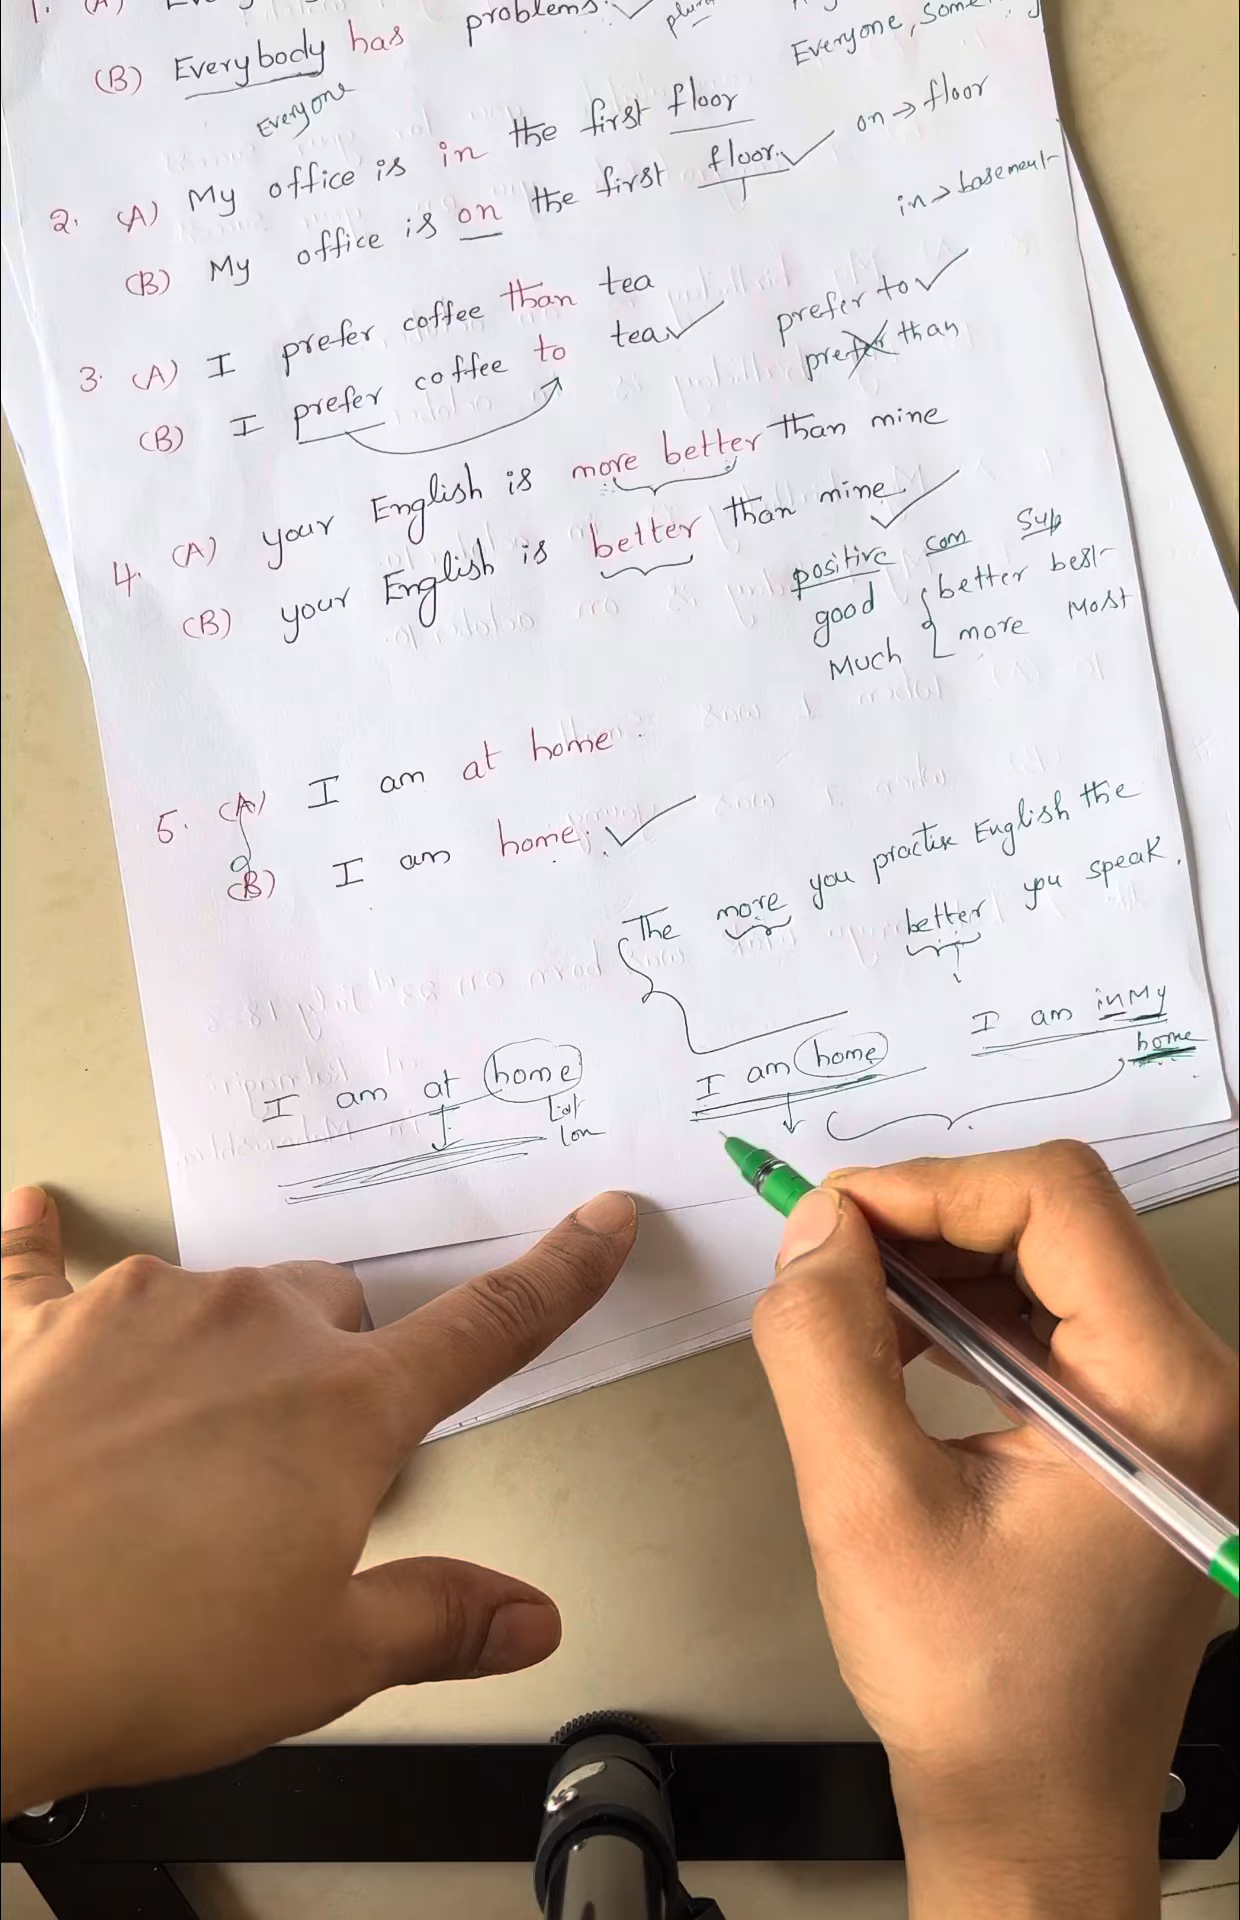 1. (A)
(B) Everybody has problems.
Everyone
Everyone,
2. (A) My office is in the first floor
(B) My office is on the first floor.
on → floor
in → basement
3. (A) I prefer coffee than tea
(B) I prefer coffee to tea
prefer to
prefer than
4. (A) your English is more better than mine
(B) your English is better than mine.
positive com Sup
good better best
Much more Most
5. (A) I am at home.
(B) I am home.
The more you practise English the
better you speak.
I am at home
I am home
I am in My
home